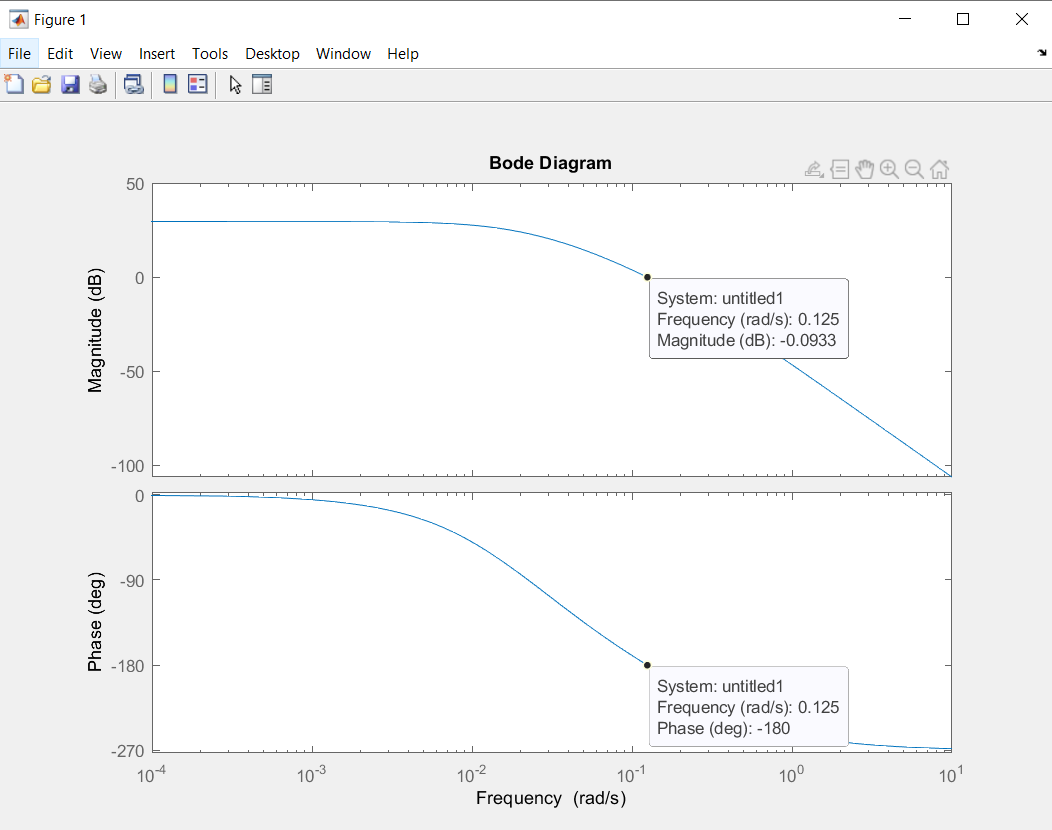 Figure 1
File Edit View Insert Tools Desktop Window Help
Bode Diagram
50
0
-50
-100
Magnitude (dB)
System: untitled1
Frequency (rad/s): 0.125
Magnitude (dB): -0.0933
0
-90
-180
-270
Phase (deg)
System: untitled1
Frequency (rad/s): 0.125
Phase (deg): -180
10^-4 10^-3 10^-2 10^-1 10^0 10^1
Frequency (rad/s)